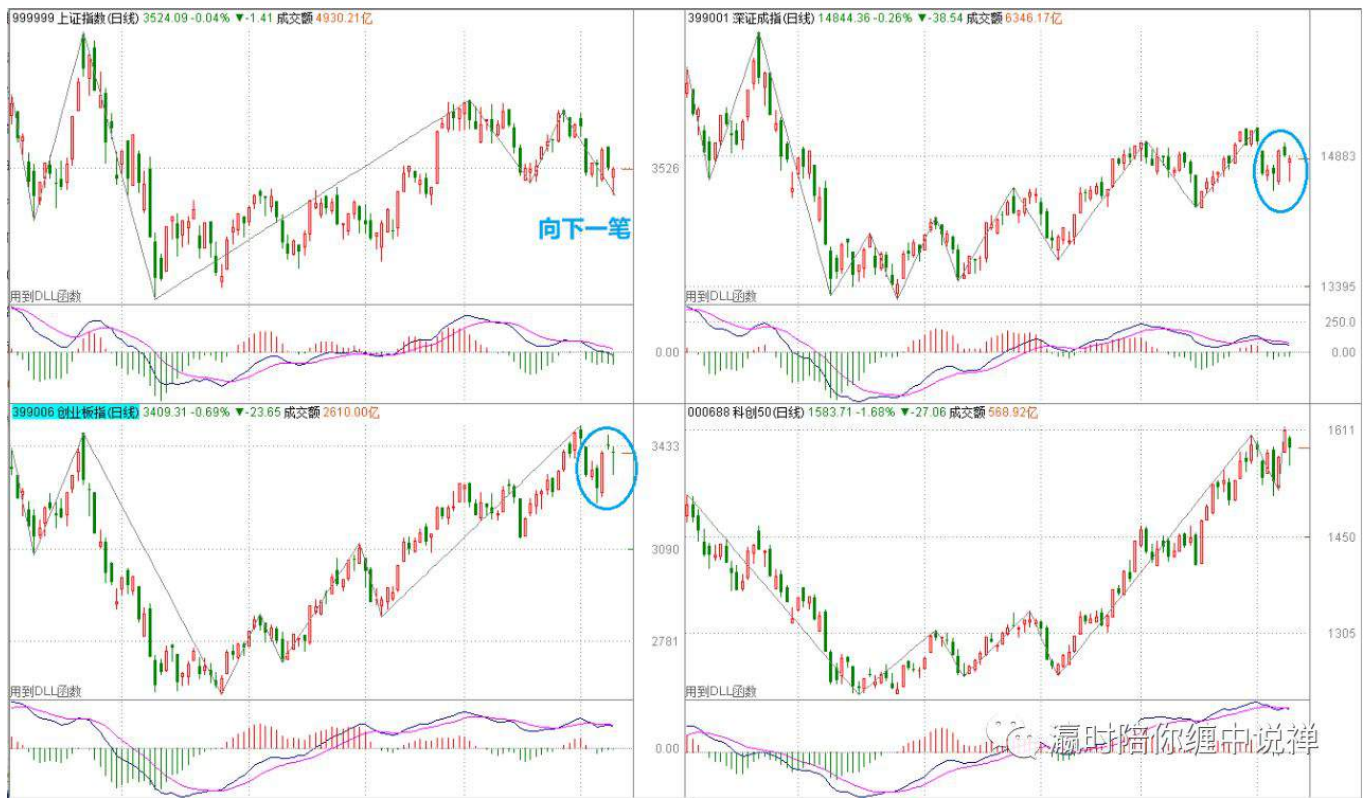 999999 上证指数(日线) 3524.09 -0.04% ▼-1.41 成交额 4930.21亿
3526
向下一笔
用到DLL函数
0.00
399001 深证成指(日线) 14844.36 -0.26% ▼-38.54 成交额 6346.17亿
14883
13395
用到DLL函数
250.0
0.00
399006 创业板指(日线) 3409.31 -0.69% ▼-23.65 成交额 2610.00亿
3433
3090
2781
用到DLL函数
0.00
000688 科创50(日线) 1583.71 -1.68% ▼-27.06 成交额 568.92亿
1611
1450
1305
用到DLL函数
0.00
瀛时陪你缠中说禅